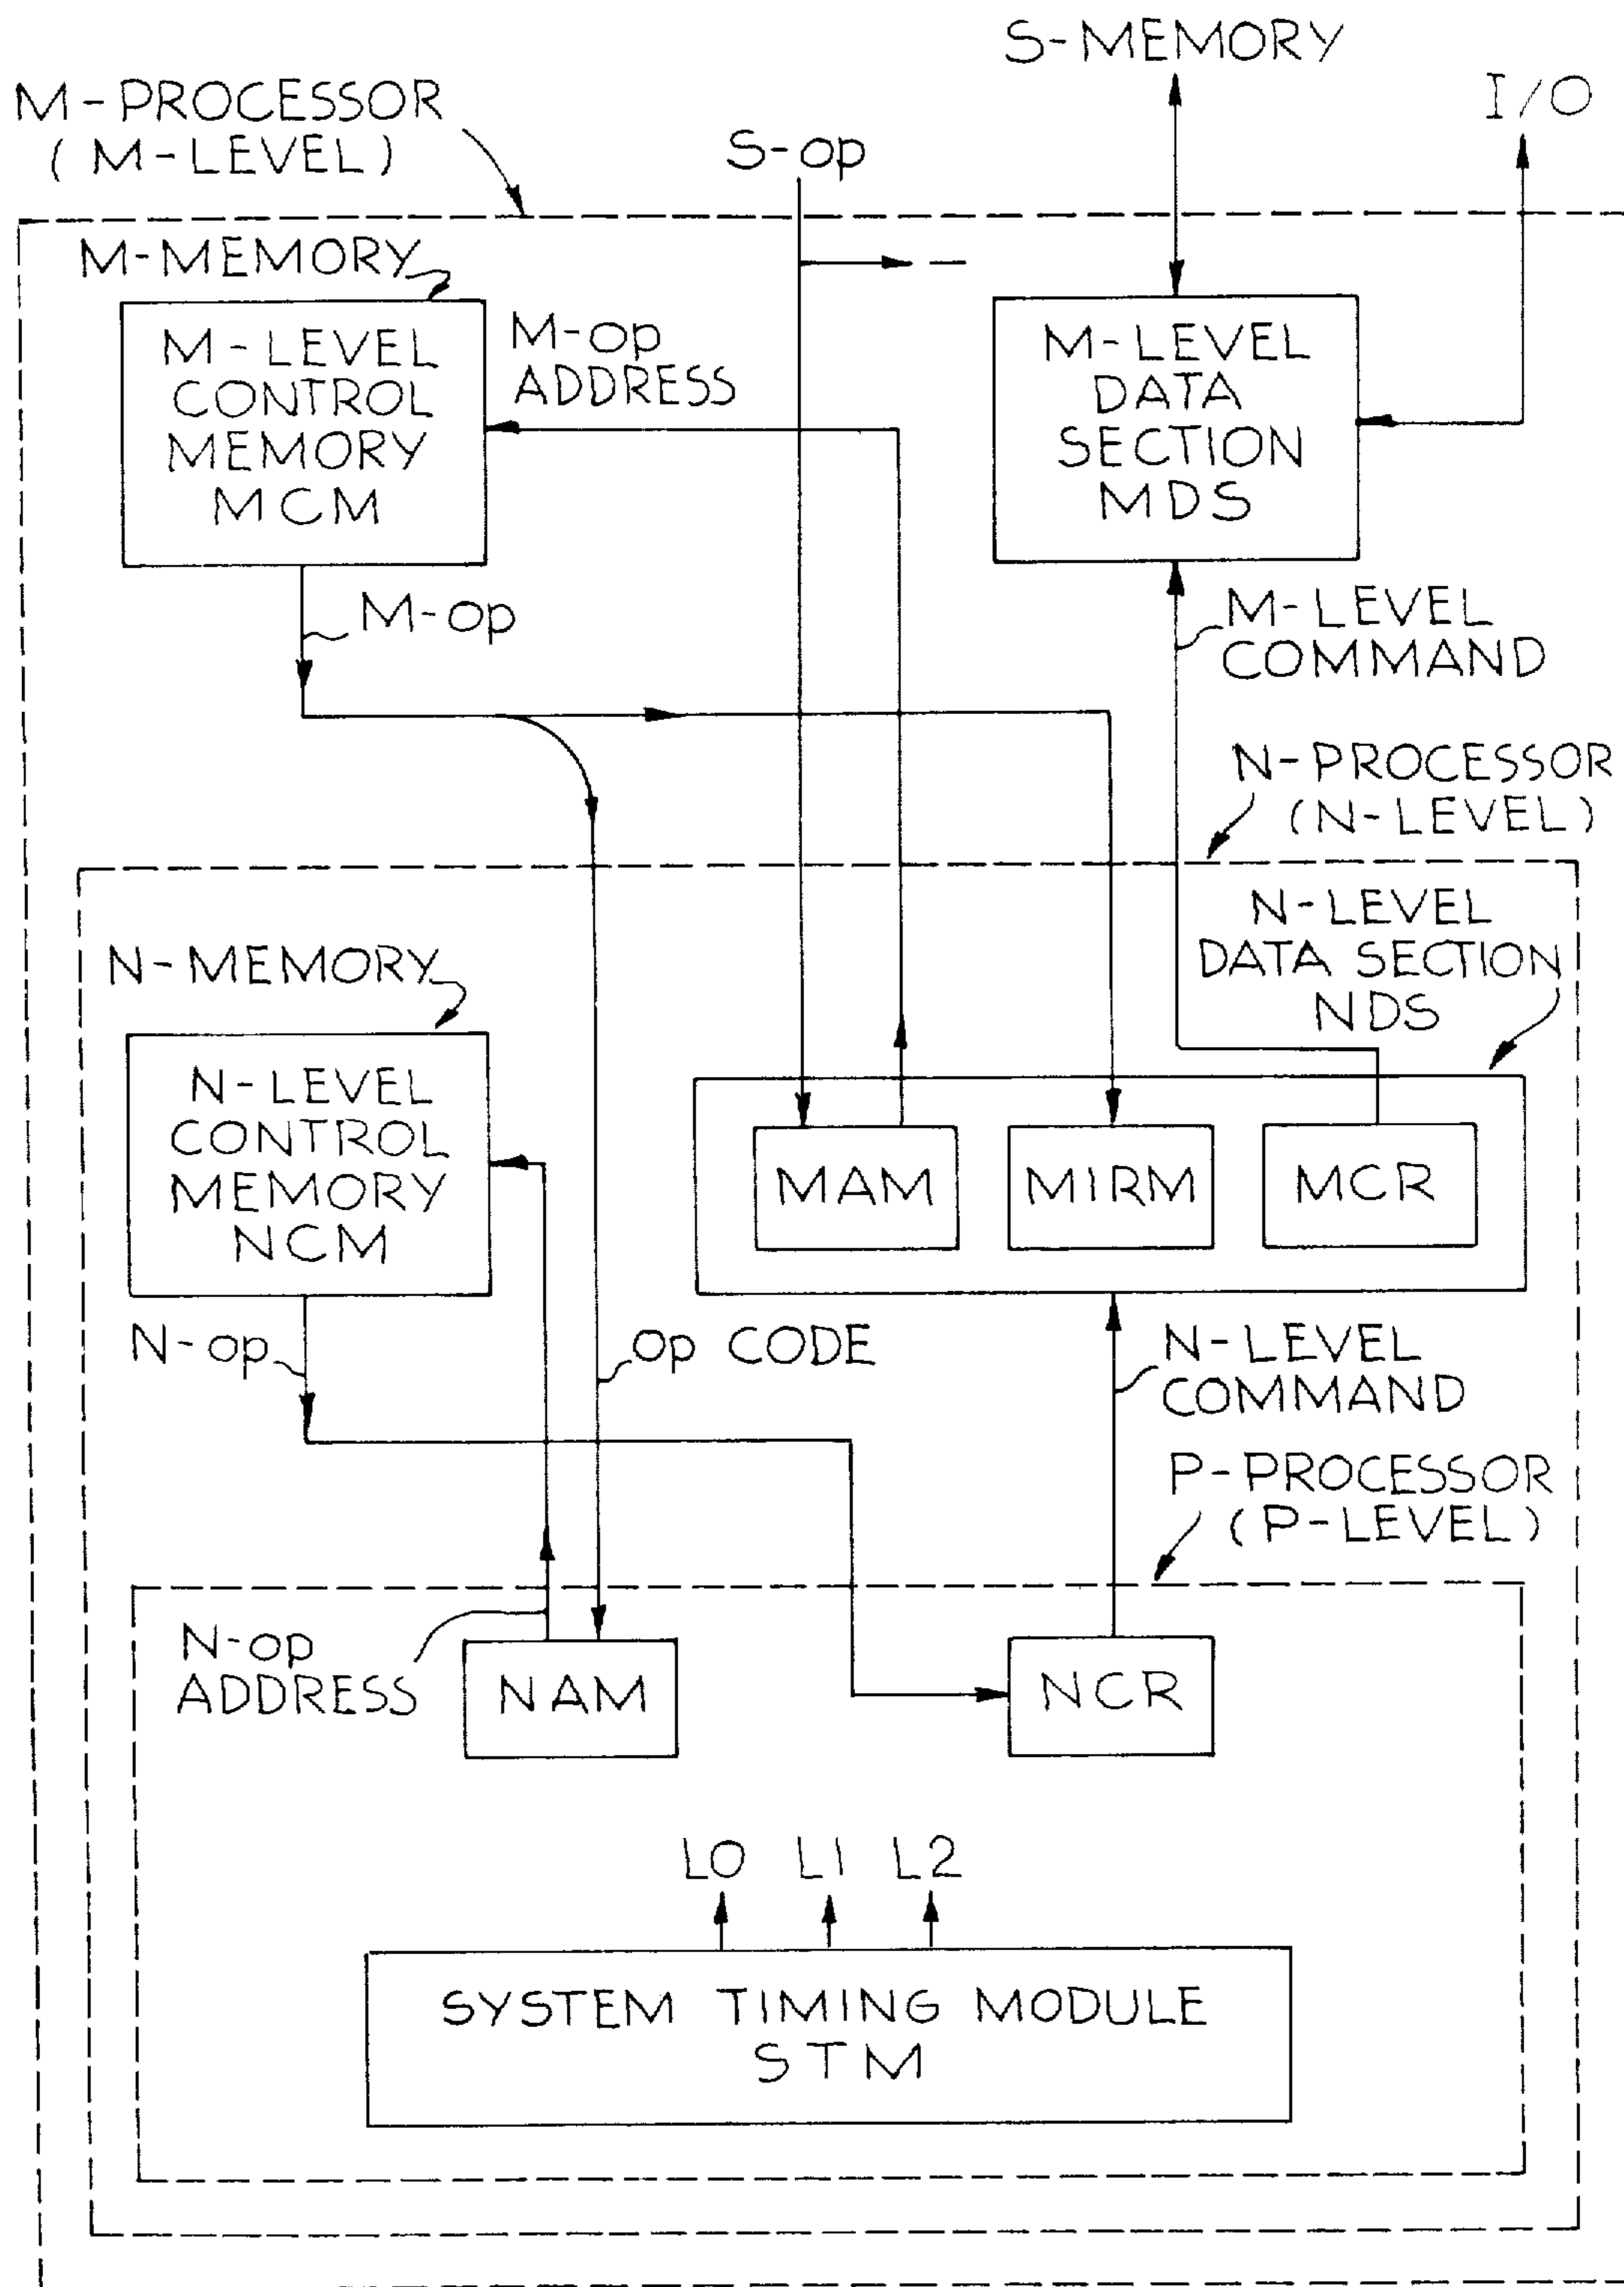 S-MEMORY
I/O
M-PROCESSOR
(M-LEVEL)
S-op
M-MEMORY
M-LEVEL
CONTROL
MEMORY
MCM
M-op
ADDRESS
M-LEVEL
DATA
SECTION
MDS
M-op
M-LEVEL
COMMAND
N-PROCESSOR
(N-LEVEL)
N-LEVEL
DATA SECTION
NDS
N-MEMORY
N-LEVEL
CONTROL
MEMORY
NCM
MAM
MIRM
MCR
N-op
Op CODE
N-LEVEL
COMMAND
P-PROCESSOR
(P-LEVEL)
N-op
ADDRESS
NAM
NCR
L0 L1 L2
SYSTEM TIMING MODULE
STM